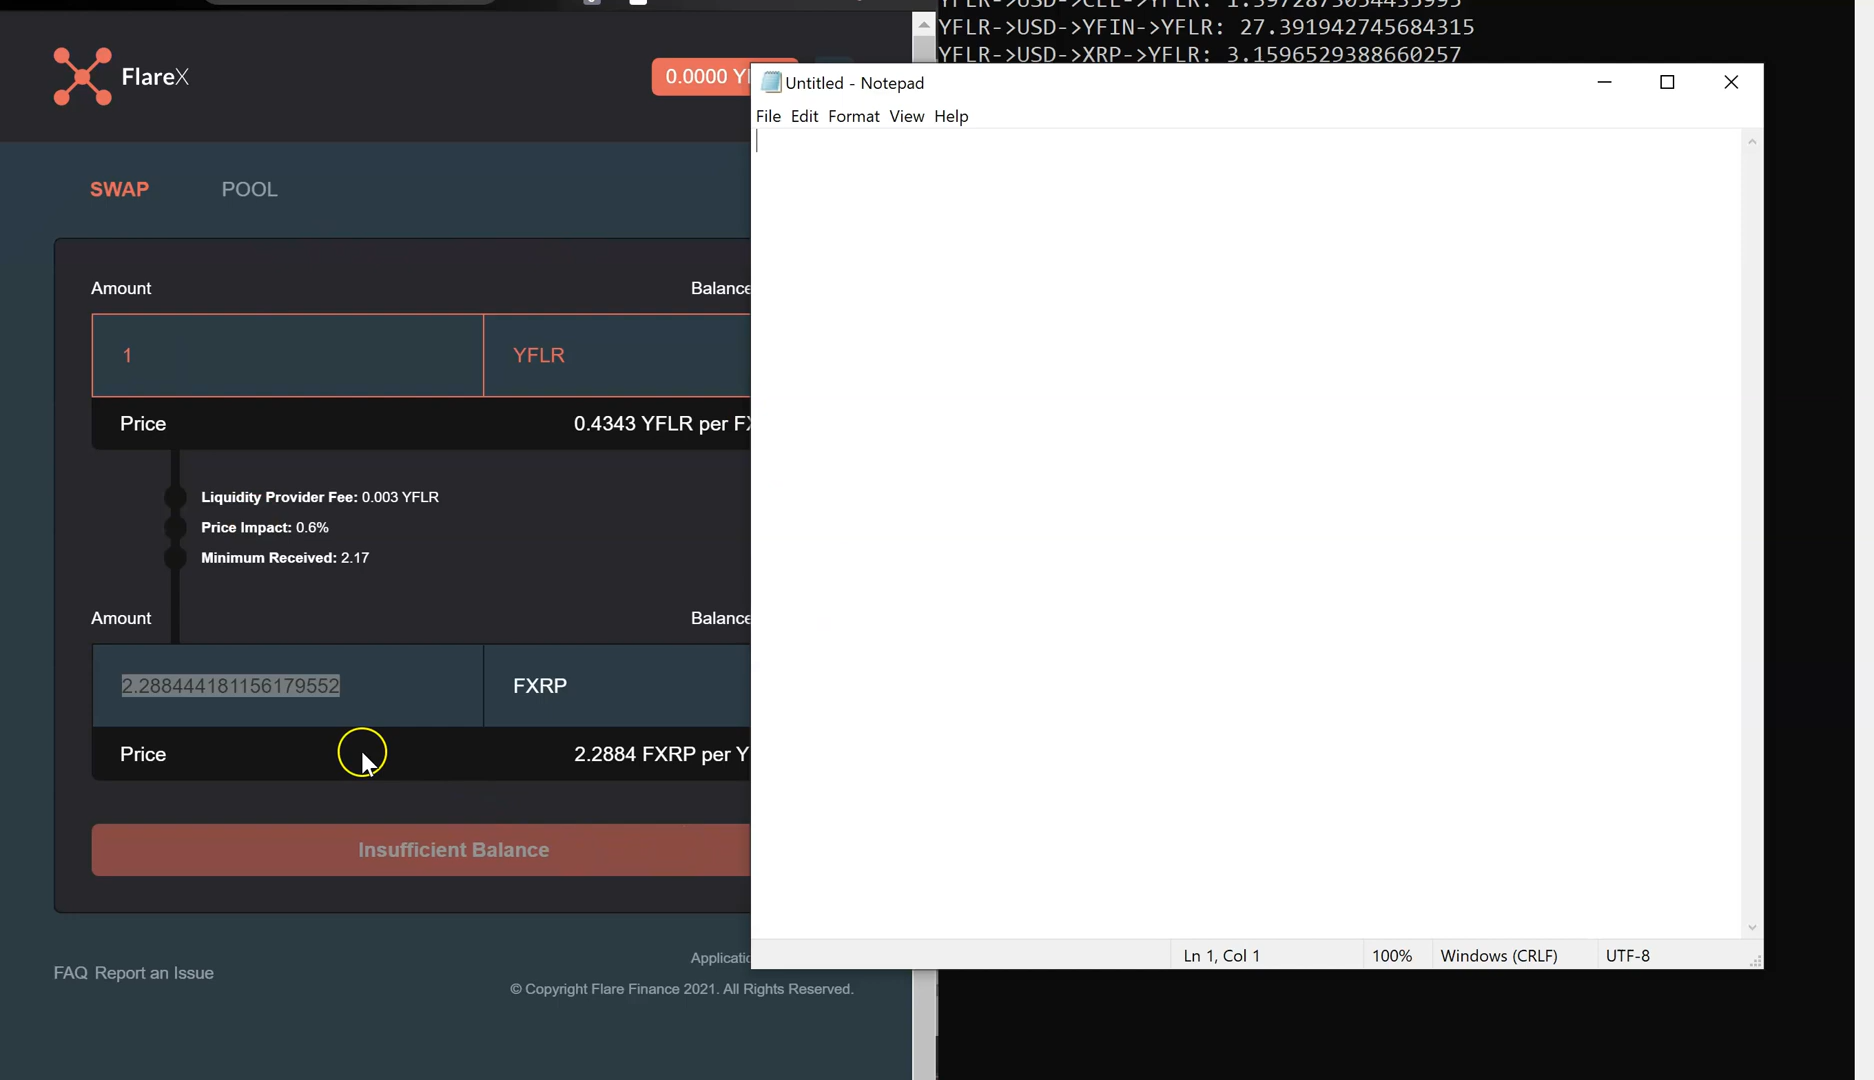 FlareX
0.0000 Y
SWAP
POOL
Amount
Balance
1
YFLR
Price
0.4343 YFLR per FX
Liquidity Provider Fee: 0.003 YFLR
Price Impact: 0.6%
Minimum Received: 2.17
Amount
Balance
2.288444181156179552
FXRP
Price
2.2884 FXRP per Y
Insufficient Balance
FAQ Report an Issue
Applicatio
© Copyright Flare Finance 2021. All Rights Reserved.
YFLR->USD->YFIN->YFLR: 27.391942745684315
YFLR->USD->XRP->YFLR: 3.1596529388660257
Untitled - Notepad
File Edit Format View Help
Ln 1, Col 1
100%
Windows (CRLF)
UTF-8